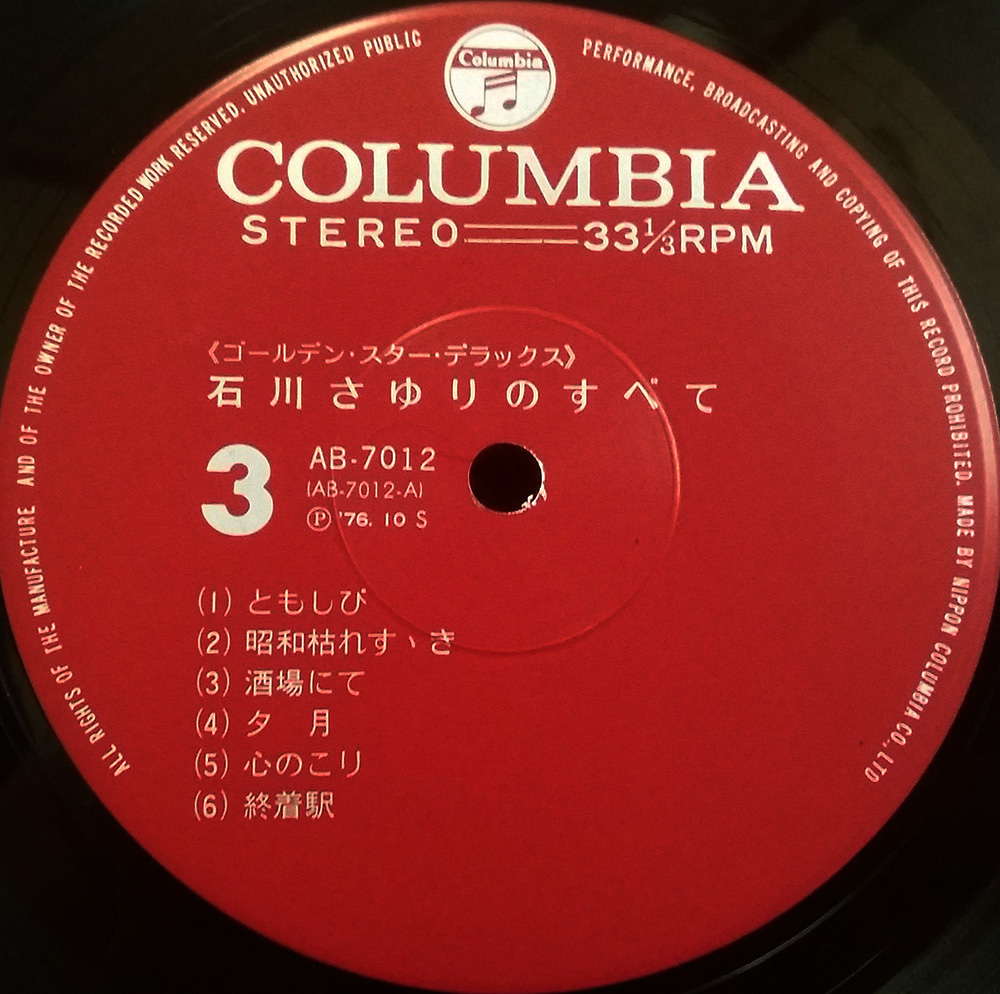 ALL RIGHTS OF THE MANUFACTURE AND OF THE OWNER OF THE RECORDED WORK RESERVED. UNAUTHORIZED PUBLIC PERFORMANCE, BROADCASTING AND COPYING OF THIS RECORD PROHIBITED. MADE BY NIPPON COLUMBIA CO., LTD
Columbia
COLUMBIA
STEREO 33⅓RPM
《ゴールデン・スター・デラックス》
石川さゆりのすべて
3
AB-7012
(AB-7012-A)
Ⓟ '76. 10 S
(1) ともしび
(2) 昭和枯れすゝき
(3) 酒場にて
(4) 夕 月
(5) 心のこり
(6) 終着駅